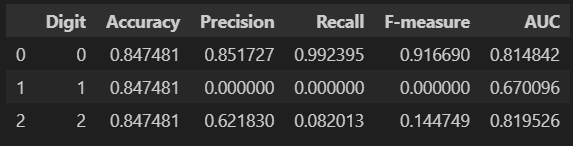 Digit Accuracy Precision Recall F-measure AUC
0 0 0.847481 0.851727 0.992395 0.916690 0.814842
1 1 0.847481 0.000000 0.000000 0.000000 0.670096
2 2 0.847481 0.621830 0.082013 0.144749 0.819526